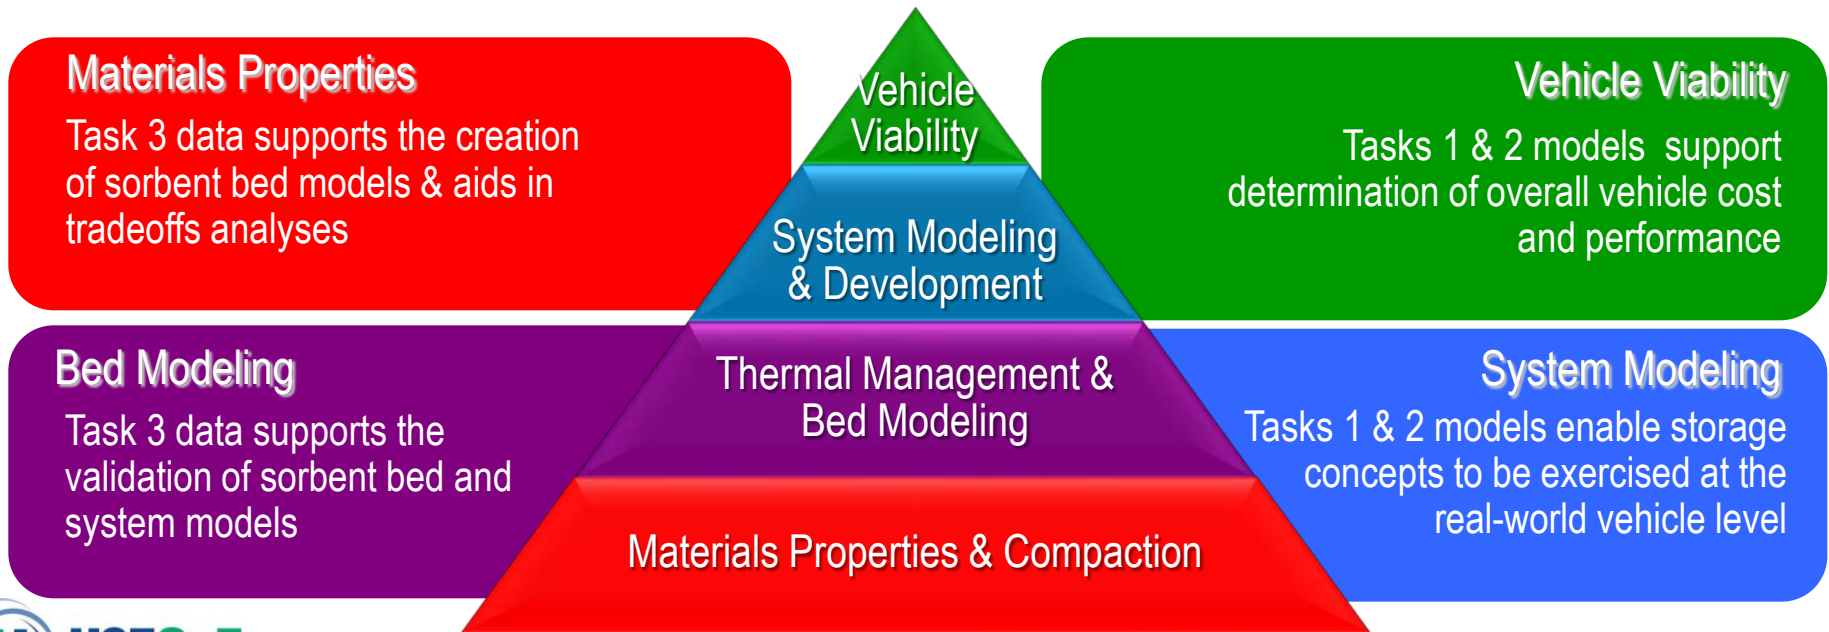 Materials Properties
Task 3 data supports the creation
of sorbent bed models & aids in
tradeoffs analyses
Vehicle
Viability
System Modeling
& Development
Thermal Management &
Bed Modeling
Materials Properties & Compaction
Vehicle Viability
Tasks 1 & 2 models support
determination of overall vehicle cost
and performance
Bed Modeling
Task 3 data supports the
validation of sorbent bed and
system models
System Modeling
Tasks 1 & 2 models enable storage
concepts to be exercised at the
real-world vehicle level